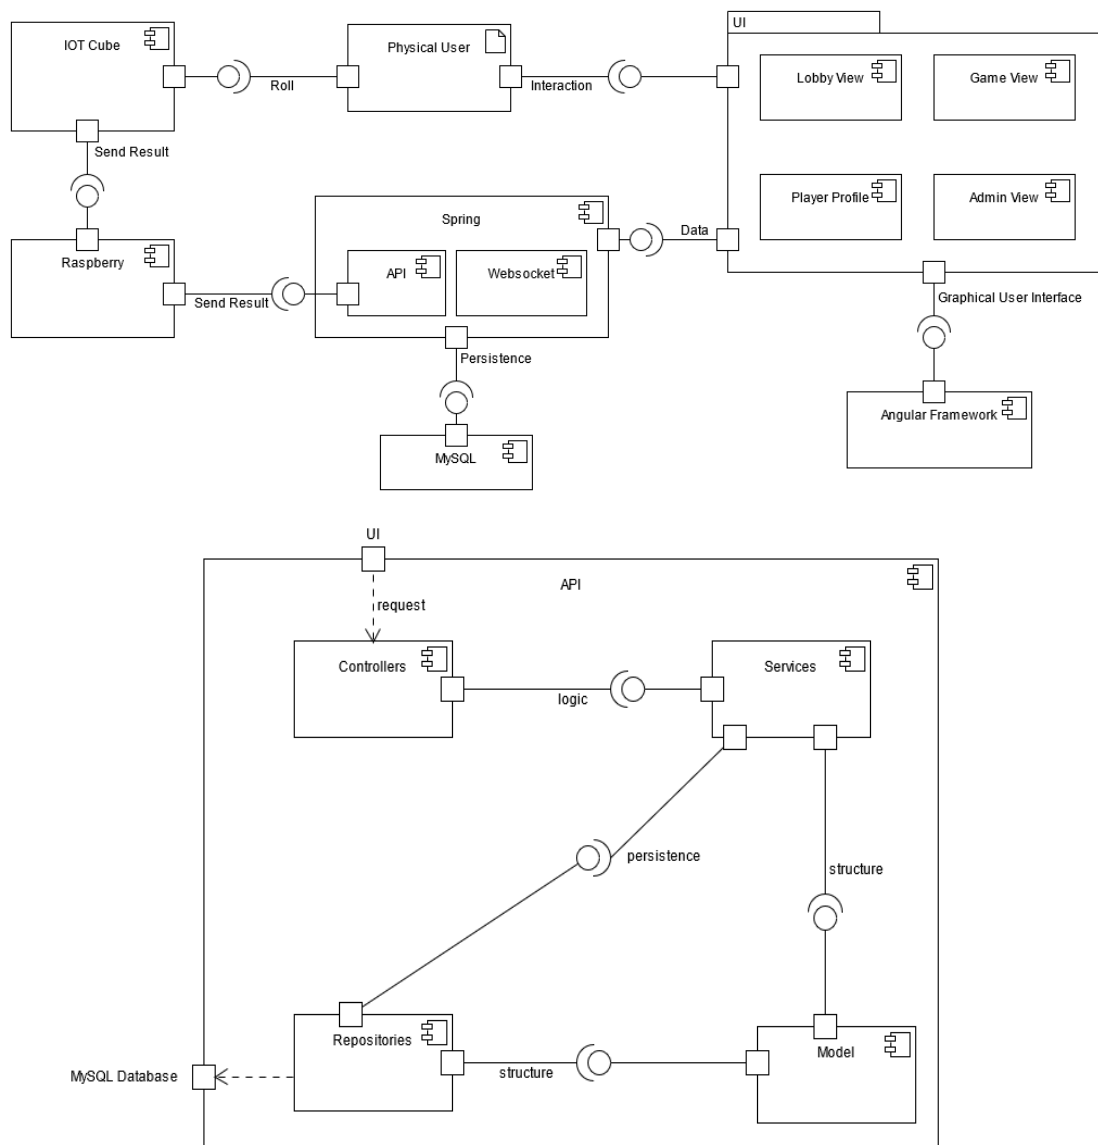 IOT Cube
Physical User
UI
Roll
Interaction
Lobby View
Game View
Send Result
Player Profile
Admin View
Spring
Data
Raspberry
API
Websocket
Send Result
Graphical User Interface
Persistence
Angular Framework
MySQL
UI
API
request
Controllers
Services
logic
persistence
structure
Repositories
Model
MySQL Database
structure